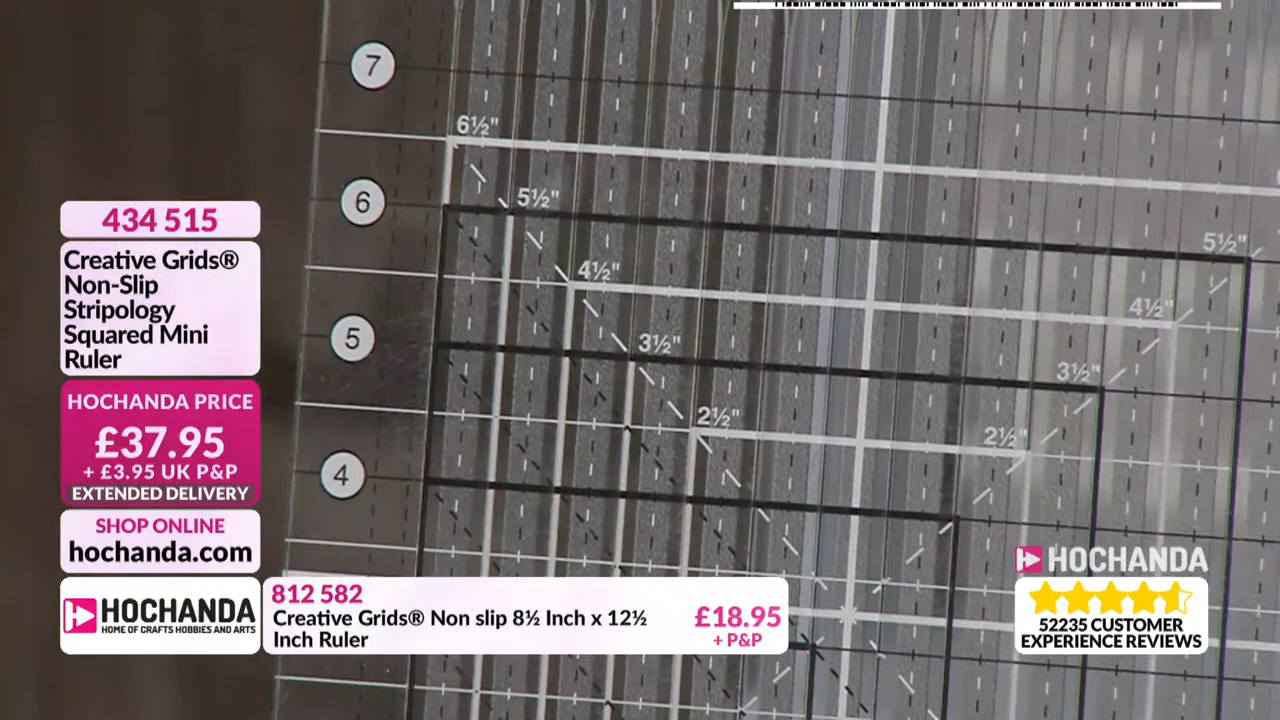 7
6½"
6
5½"
5½"
4½"
4½"
5
3½"
3½"
2½"
2½"
4
434 515
Creative Grids®
Non-Slip
Stripology
Squared Mini
Ruler
HOCHANDA PRICE
£37.95
+ £3.95 UK P&P
EXTENDED DELIVERY
SHOP ONLINE
hochanda.com
HOCHANDA
HOME OF CRAFTS HOBBIES AND ARTS
812 582
Creative Grids® Non slip 8½ Inch x 12½
Inch Ruler
£18.95
+ P&P
HOCHANDA
52235 CUSTOMER
EXPERIENCE REVIEWS